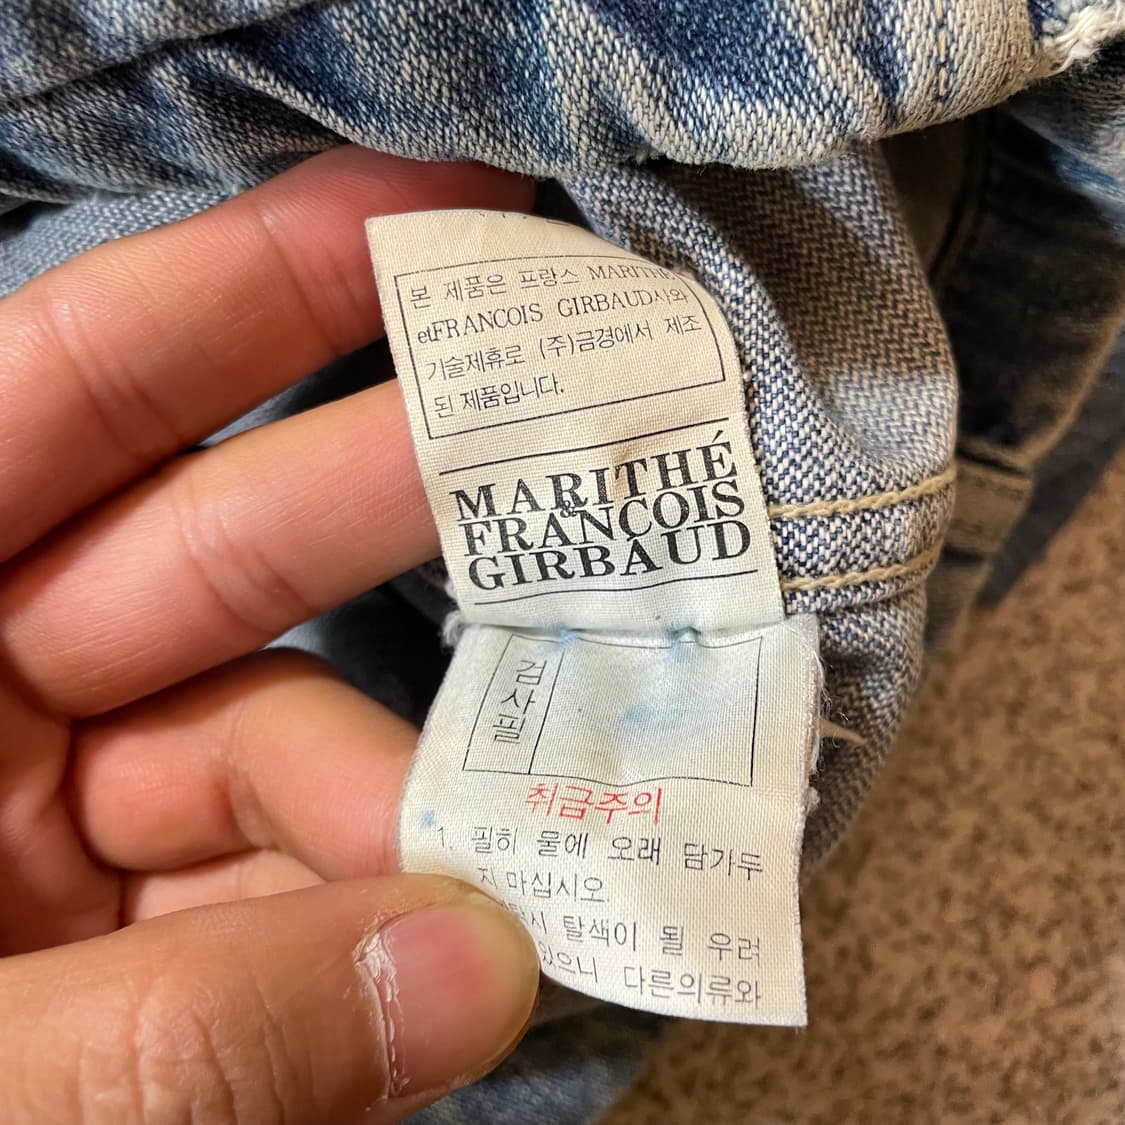 본 제품은 프랑스 MARITHE
etFRANCOIS GIRBAUD사와
기술제휴로 (주)금경에서 제조
된 제품입니다.
MARITHÉ
&
FRANÇOIS
GIRBAUD
검사필
취급주의
1. 필히 물에 오래 담가두
지 마십시오.
탈색이 될 우려
있으니 다른의류와